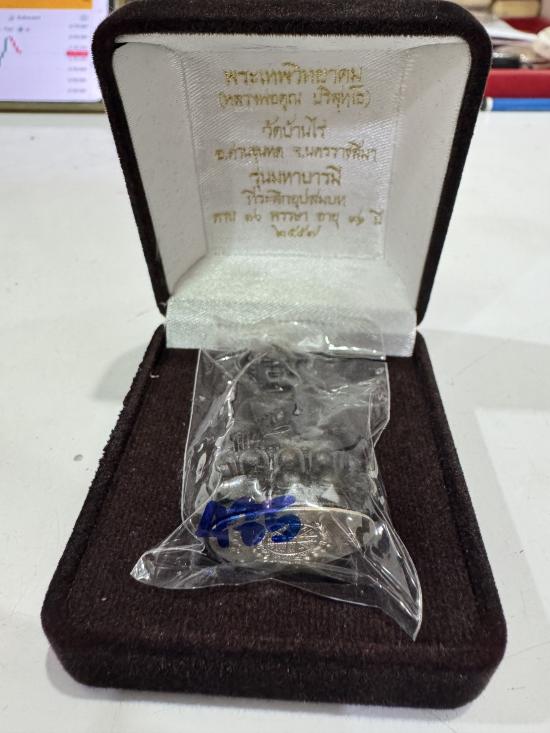 พระเทพวิทยาคม
(หลวงพ่อคูณ ปริสุทฺโธ)
วัดบ้านไร่
อ.ด่านขุนทด จ.นครราชสีมา
รุ่นมหาบารมี
ที่ระลึกอุปสมบท
ครบ ๗๐ พรรษา อายุ ๙๑ ปี
๒๕๕๗